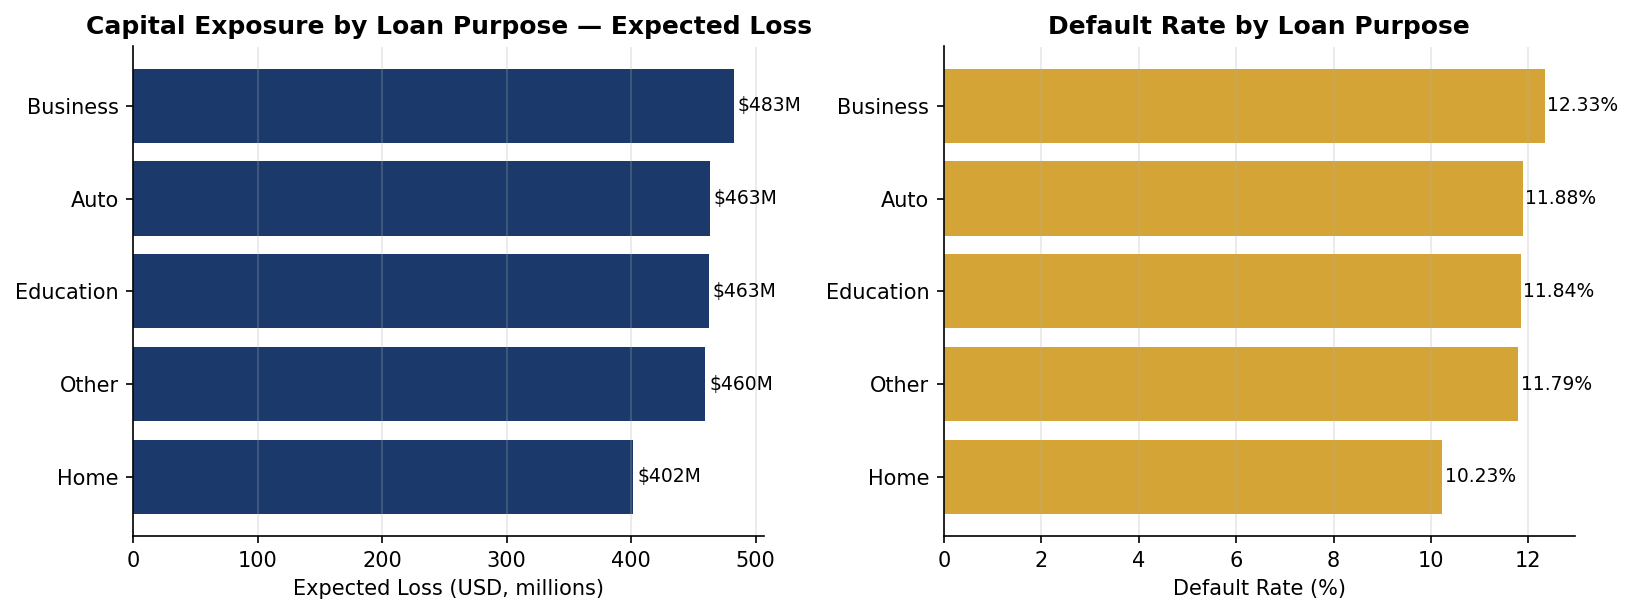 Capital Exposure by Loan Purpose — Expected Loss
Business
$483M
Auto
$463M
Education
$463M
Other
$460M
Home
$402M
0 100 200 300 400 500
Expected Loss (USD, millions)
Default Rate by Loan Purpose
Business
12.33%
Auto
11.88%
Education
11.84%
Other
11.79%
Home
10.23%
0 2 4 6 8 10 12
Default Rate (%)